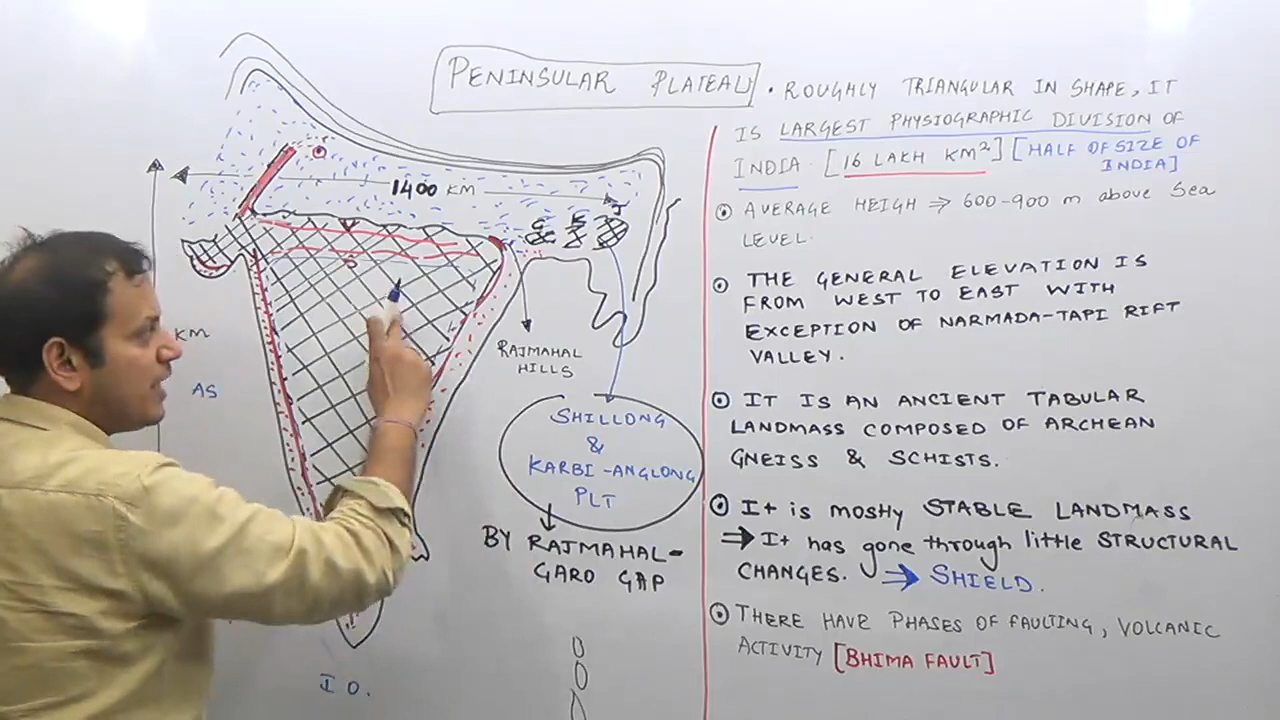 PENINSULAR PLATEAU
1400 KM
G K J
V
S
KM
AS
RAJMAHAL
HILLS
SHILLONG
&
KARBI-ANGLONG
PLT
BY RAJMAHAL-
GARO GAP
I O.
• ROUGHLY TRIANGULAR IN SHAPE, IT
IS LARGEST PHYSIOGRAPHIC DIVISION OF
INDIA. [16 LAKH KM²] [HALF OF SIZE OF
INDIA]
AVERAGE HEIGH ⇒ 600-900 m above Sea
LEVEL.
THE GENERAL ELEVATION IS
FROM WEST TO EAST WITH
EXCEPTION OF NARMADA-TAPI RIFT
VALLEY.
IT IS AN ANCIENT TABULAR
LANDMASS COMPOSED OF ARCHEAN
GNEISS & SCHISTS.
It is mostly STABLE LANDMASS
⇒ It has gone through little STRUCTURAL
CHANGES. ⇒ SHIELD.
THERE HAVE PHASES OF FAULTING, VOLCANIC
ACTIVITY [BHIMA FAULT]